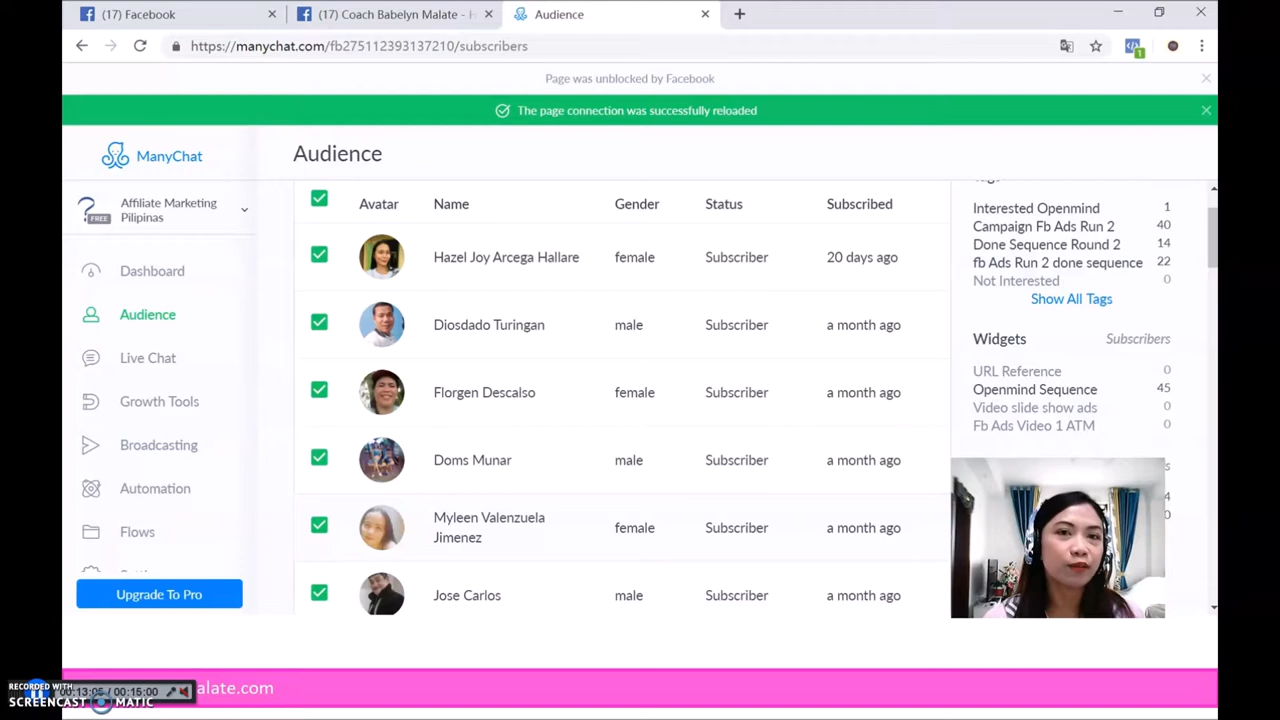 (17) Facebook
(17) Coach Babelyn Malate - H
Audience
https://manychat.com/fb275112393137210/subscribers
Page was unblocked by Facebook
The page connection was successfully reloaded
ManyChat
Audience
Affiliate Marketing
Pilipinas
FREE
Avatar Name Gender Status Subscribed
Hazel Joy Arcega Hallare female Subscriber 20 days ago
Diosdado Turingan male Subscriber a month ago
Florgen Descalso female Subscriber a month ago
Doms Munar male Subscriber a month ago
Myleen Valenzuela
Jimenez female Subscriber a month ago
Jose Carlos male Subscriber a month ago
Dashboard
Audience
Live Chat
Growth Tools
Broadcasting
Automation
Flows
Upgrade To Pro
Interested Openmind 1
Campaign Fb Ads Run 2 40
Done Sequence Round 2 14
fb Ads Run 2 done sequence 22
Not Interested 0
Show All Tags
Widgets Subscribers
URL Reference 0
Openmind Sequence 45
Video slide show ads 0
Fb Ads Video 1 ATM 0
alate.com
RECORDED WITH
SCREENCAST MATIC
00:13:05 / 00:15:00